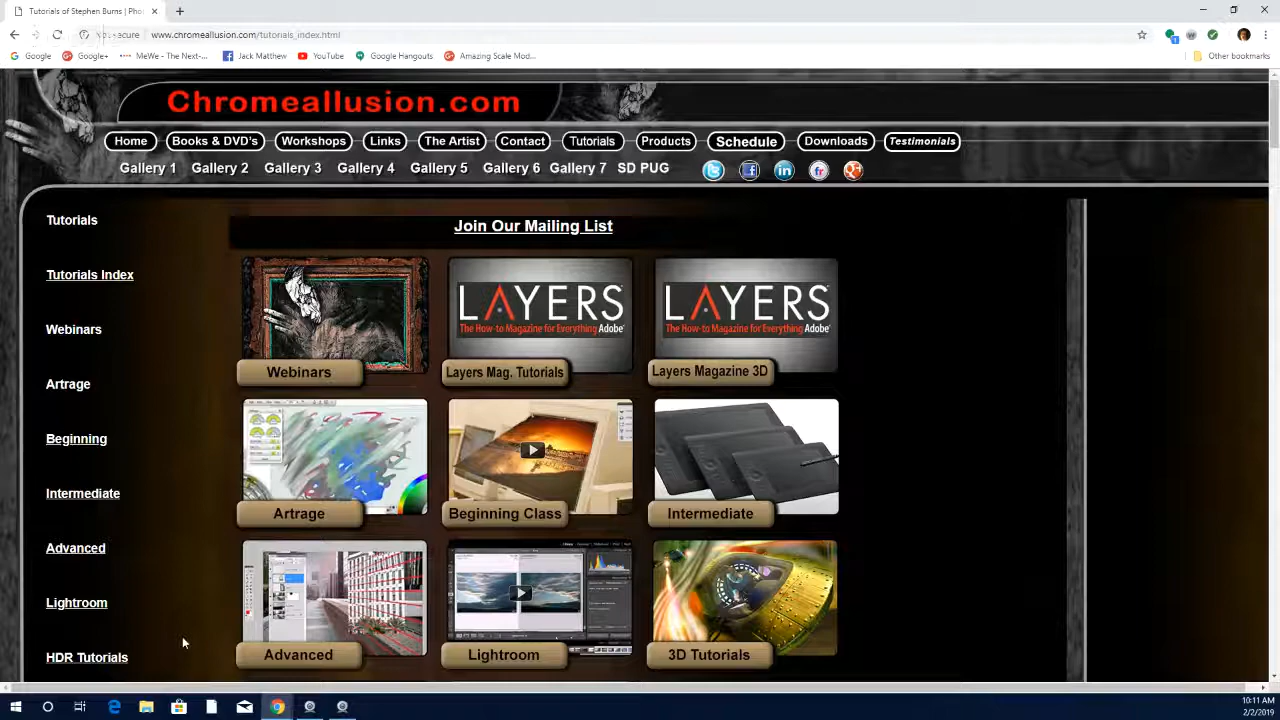 Tutorials of Stephen Burns | Pho
www.chromeallusion.com/tutorials_index.html
Google
Google+
MeWe - The Next-...
Jack Matthew
YouTube
Google Hangouts
Amazing Scale Mod...
Other bookmarks
Chromeallusion.com
Home
Books & DVD's
Workshops
Links
The Artist
Contact
Tutorials
Products
Schedule
Downloads
Testimonials
Gallery 1
Gallery 2
Gallery 3
Gallery 4
Gallery 5
Gallery 6
Gallery 7
SD PUG
Tutorials
Join Our Mailing List
Tutorials Index
Webinars
Artrage
Beginning
Intermediate
Advanced
Lightroom
HDR Tutorials
LAYERS
The How-to Magazine for Everything Adobe
LAYERS
The How-to Magazine for Everything Adobe
Webinars
Layers Mag. Tutorials
Layers Magazine 3D
Artrage
Beginning Class
Intermediate
Advanced
Lightroom
3D Tutorials
10:11 AM
2/2/2019